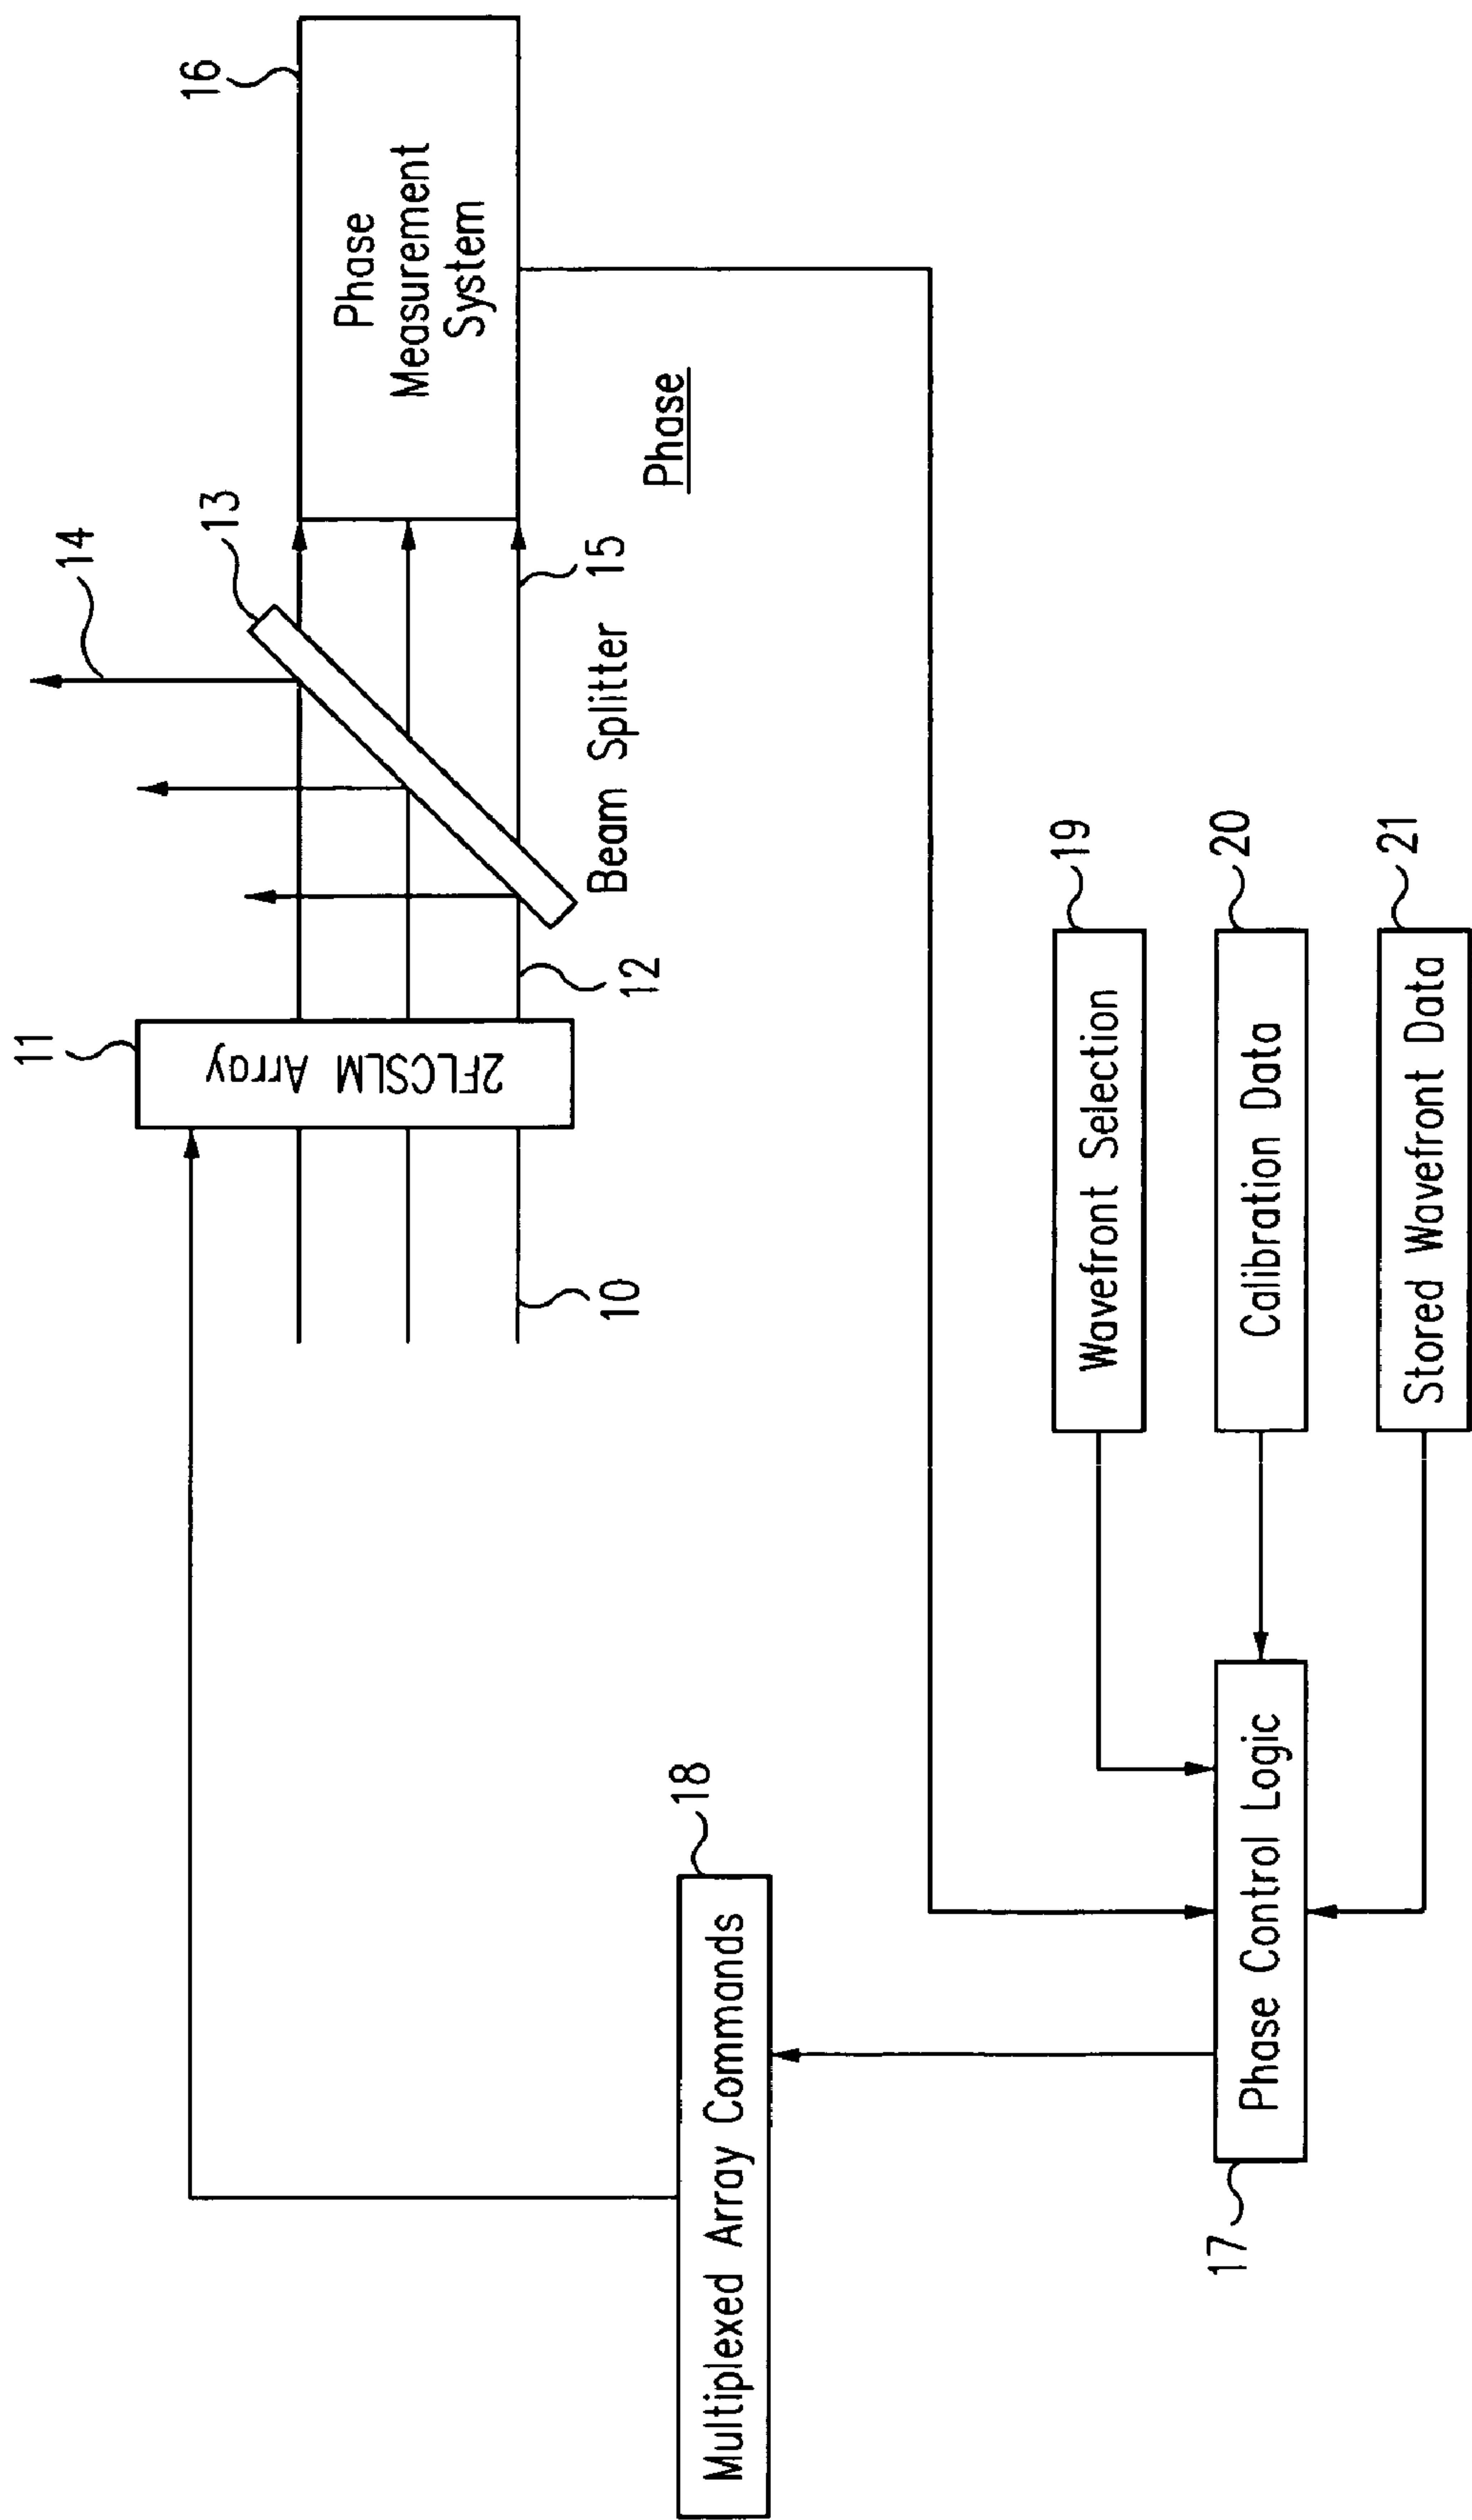 14
13
16
Phase
Measurement
System
11
2FLCSLM Array
12
Beam Splitter
15
10
Phase
18
Multiplexed Array Commands
19
Wavefront Selection
17
Phase Control Logic
20
Calibration Data
21
Stored Wavefront Data